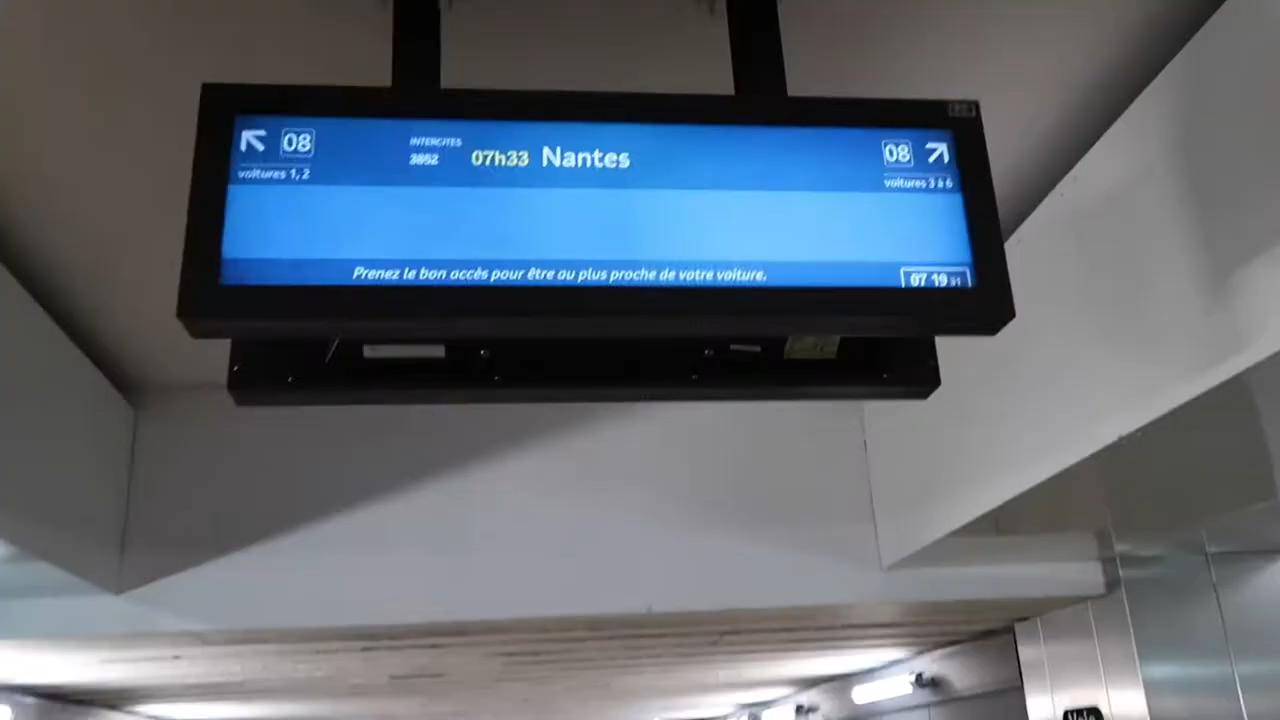 08
voitures 1, 2
INTERCITES
3852
07h33 Nantes
08
voitures 3 à 6
Prenez le bon accès pour être au plus proche de votre voiture.
07 19